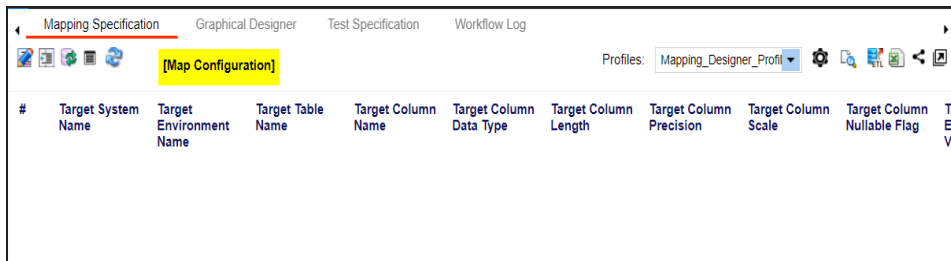 Mapping Specification Graphical Designer Test Specification Workflow Log
[Map Configuration] Profiles: Mapping_Designer_Profil
# Target System Name Target Environment Name Target Table Name Target Column Name Target Column Data Type Target Column Length Target Column Precision Target Column Scale Target Column Nullable Flag